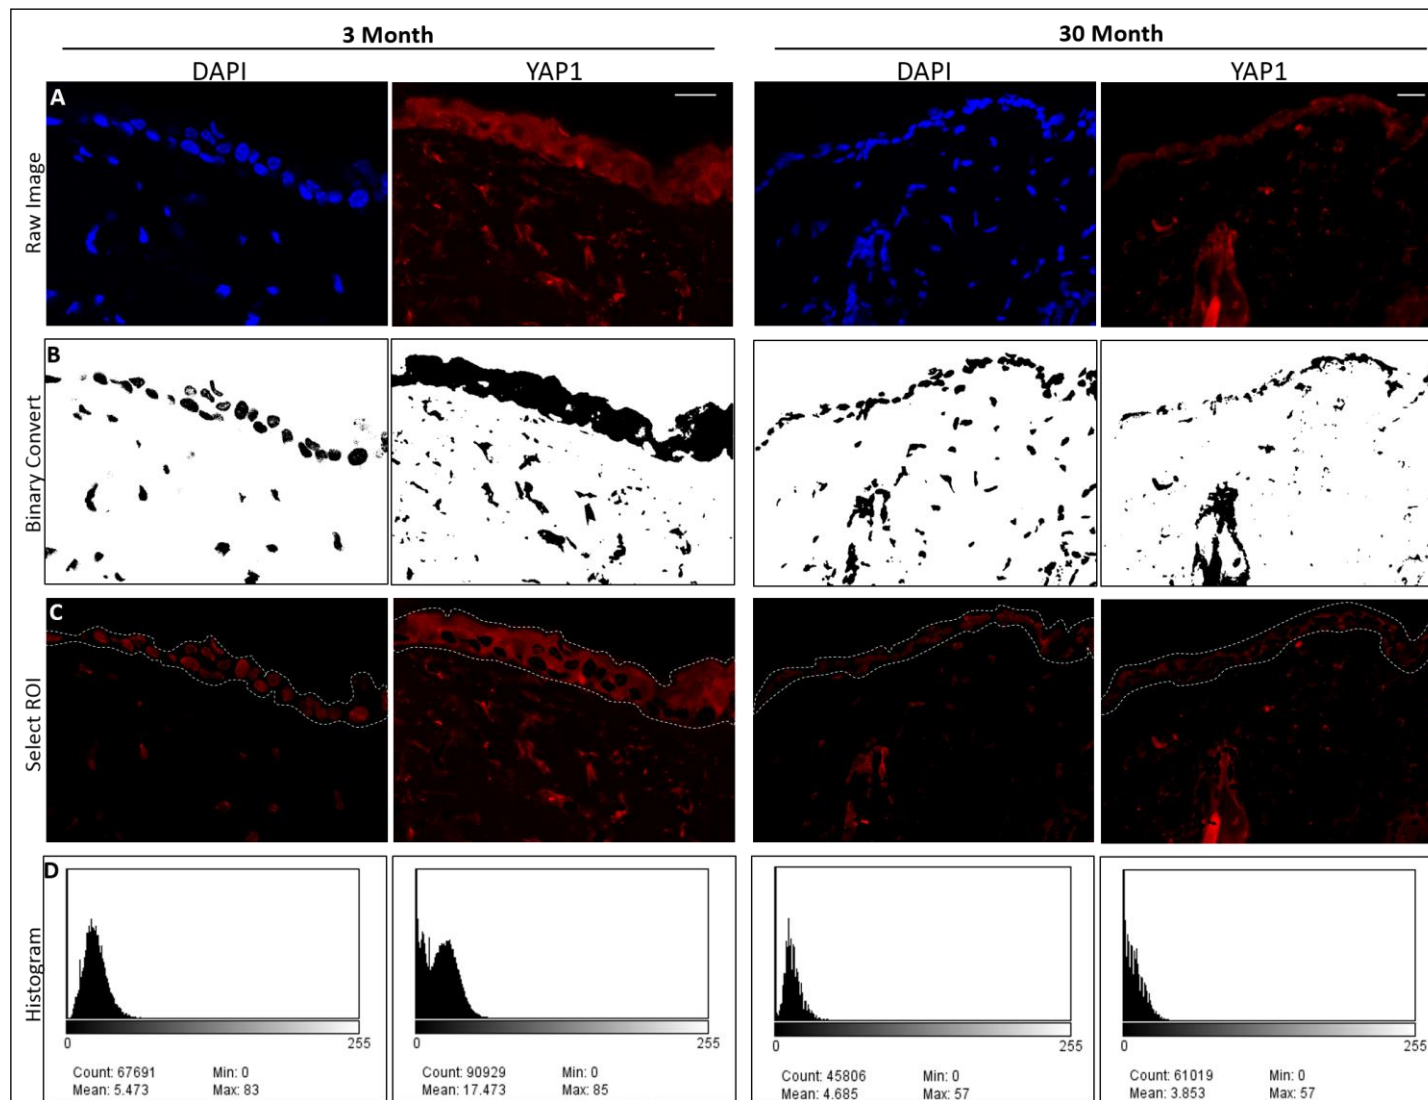 3 Month
30 Month
DAPI
YAP1
DAPI
YAP1
A
Raw Image
B
Binary Convert
C
Select ROI
D
Histogram
0 255
Count: 67691 Min: 0
Mean: 5.473 Max: 83
0 255
Count: 90929 Min: 0
Mean: 17.473 Max: 85
0 255
Count: 45806 Min: 0
Mean: 4.685 Max: 57
0 255
Count: 61019 Min: 0
Mean: 3.853 Max: 57